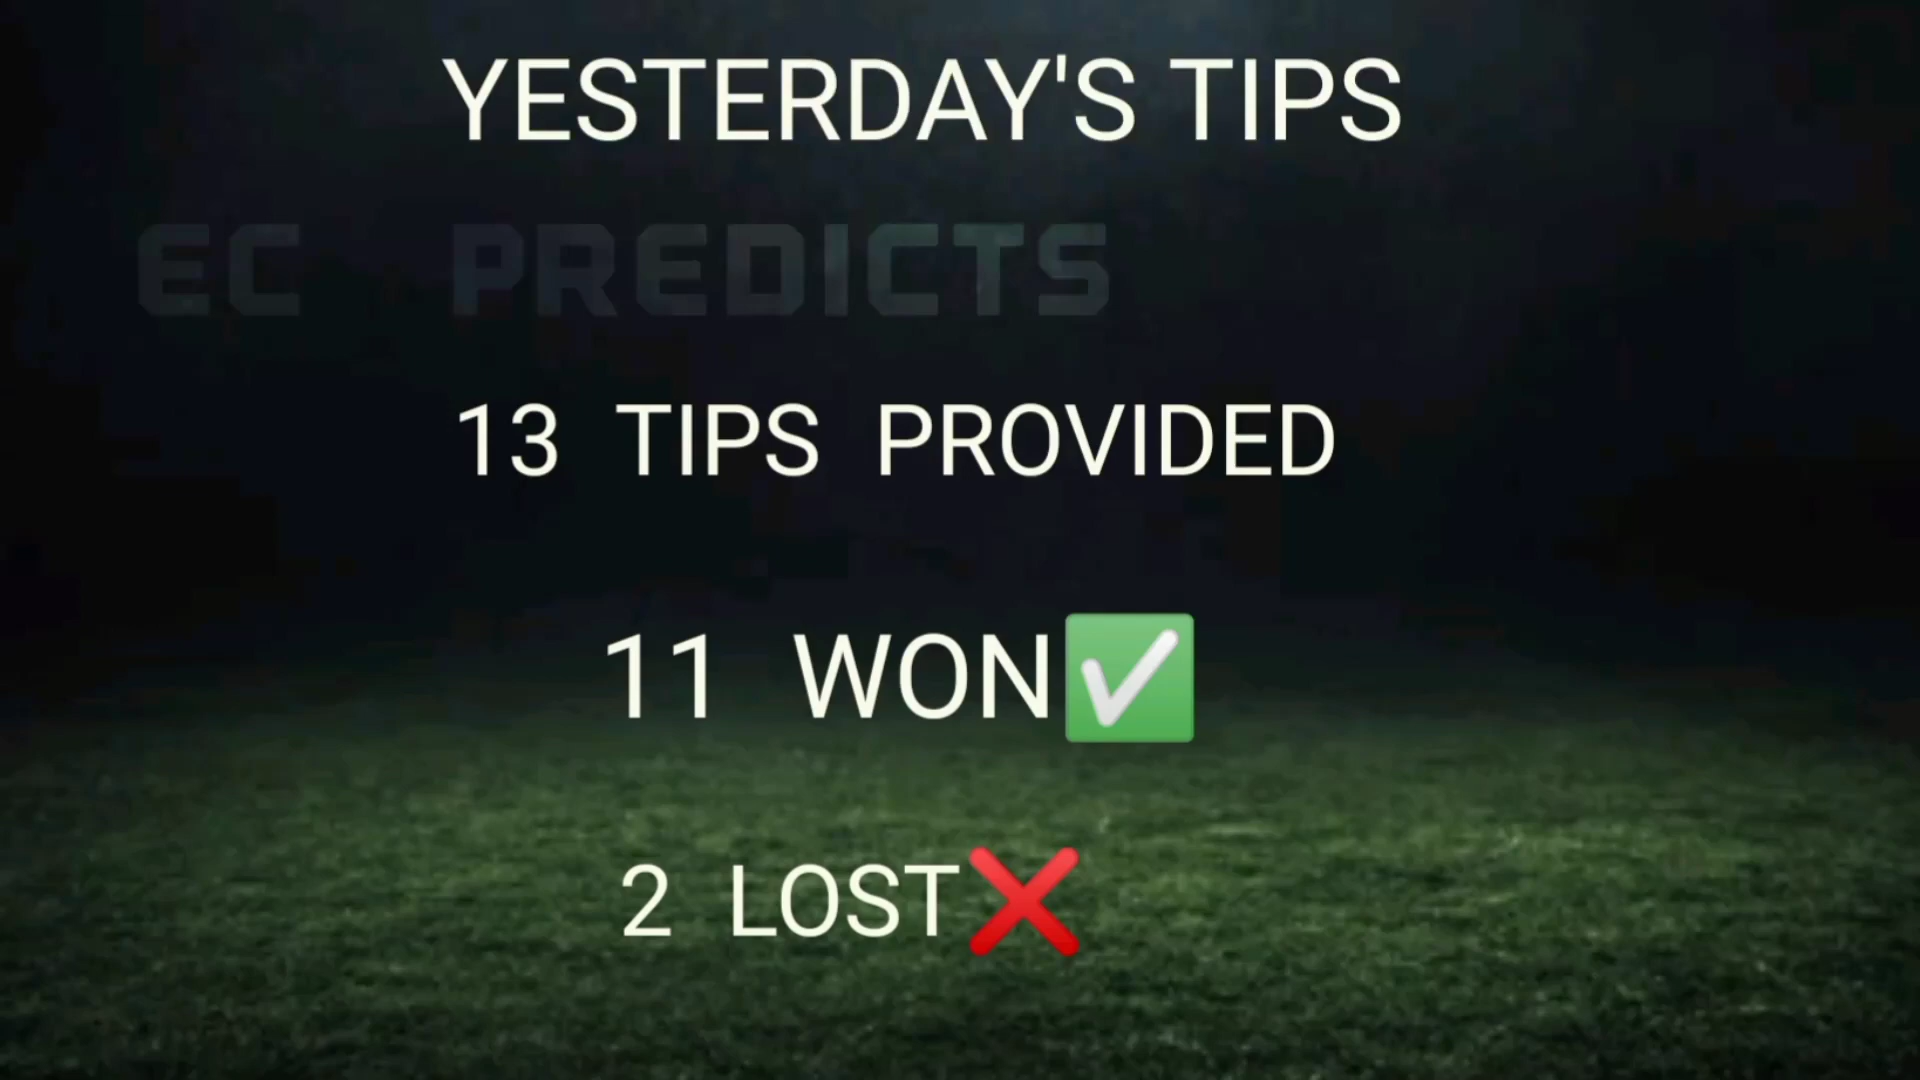 YESTERDAY'S TIPS
EC PREDICTS
13 TIPS PROVIDED
11 WON✅
2 LOST❌